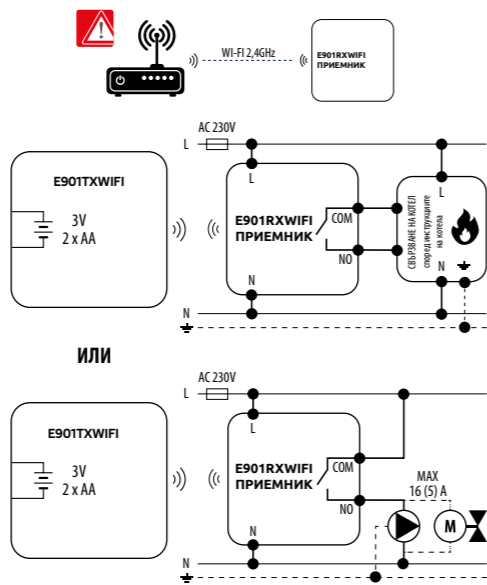 WI-FI 2,4GHz
E901RXWIFI
ПРИЕМНИК
AC 230V
L
E901TXWIFI
3V
2 x AA
L
E901RXWIFI
ПРИЕМНИК
COM
NO
N
L
СВЪРЗВАНЕ НА КОТЕЛ
според инструкциите
на котела
N
N
ИЛИ
AC 230V
L
E901TXWIFI
3V
2 x AA
L
E901RXWIFI
ПРИЕМНИК
COM
NO
N
MAX
16 (5) A
M
N